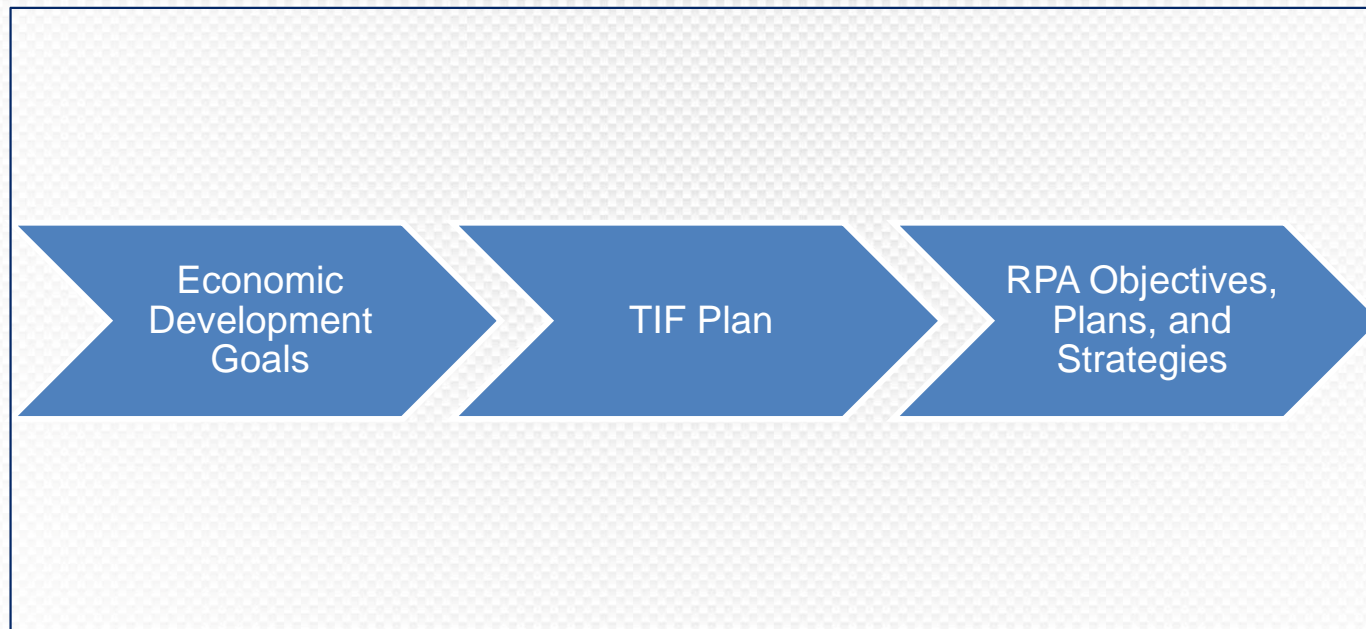 Economic
Development
Goals
TIF Plan
RPA Objectives,
Plans, and
Strategies